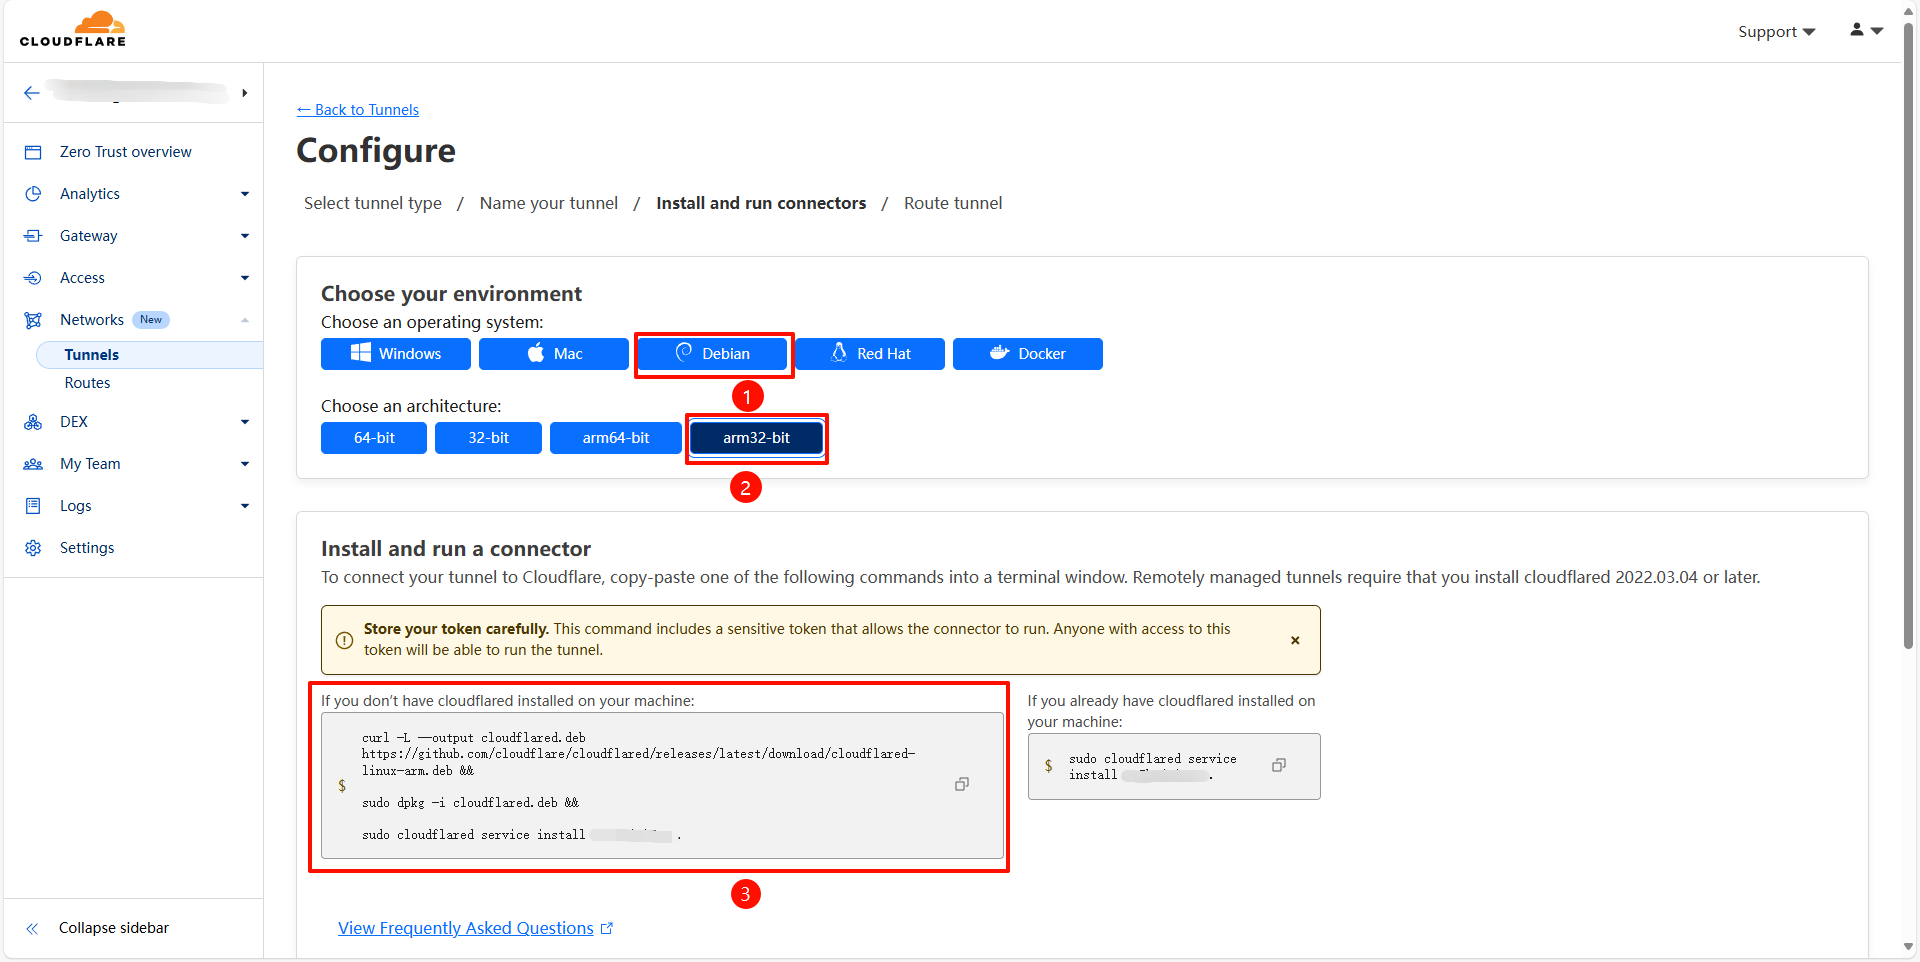 CLOUDFLARE
Support
Zero Trust overview
Analytics
Gateway
Access
Networks New
Tunnels
Routes
DEX
My Team
Logs
Settings
Collapse sidebar
← Back to Tunnels
Configure
Select tunnel type / Name your tunnel / Install and run connectors / Route tunnel
Choose your environment
Choose an operating system:
Windows Mac Debian Red Hat Docker
1
Choose an architecture:
64-bit 32-bit arm64-bit arm32-bit
2
Install and run a connector
To connect your tunnel to Cloudflare, copy-paste one of the following commands into a terminal window. Remotely managed tunnels require that you install cloudflared 2022.03.04 or later.
Store your token carefully. This command includes a sensitive token that allows the connector to run. Anyone with access to this
token will be able to run the tunnel.
If you don't have cloudflared installed on your machine:
$
curl -L --output cloudflared.deb
https://github.com/cloudflare/cloudflared/releases/latest/download/cloudflared-
linux-arm.deb &&
sudo dpkg -i cloudflared.deb &&
sudo cloudflared service install .
3
If you already have cloudflared installed on
your machine:
$
sudo cloudflared service
install .
View Frequently Asked Questions